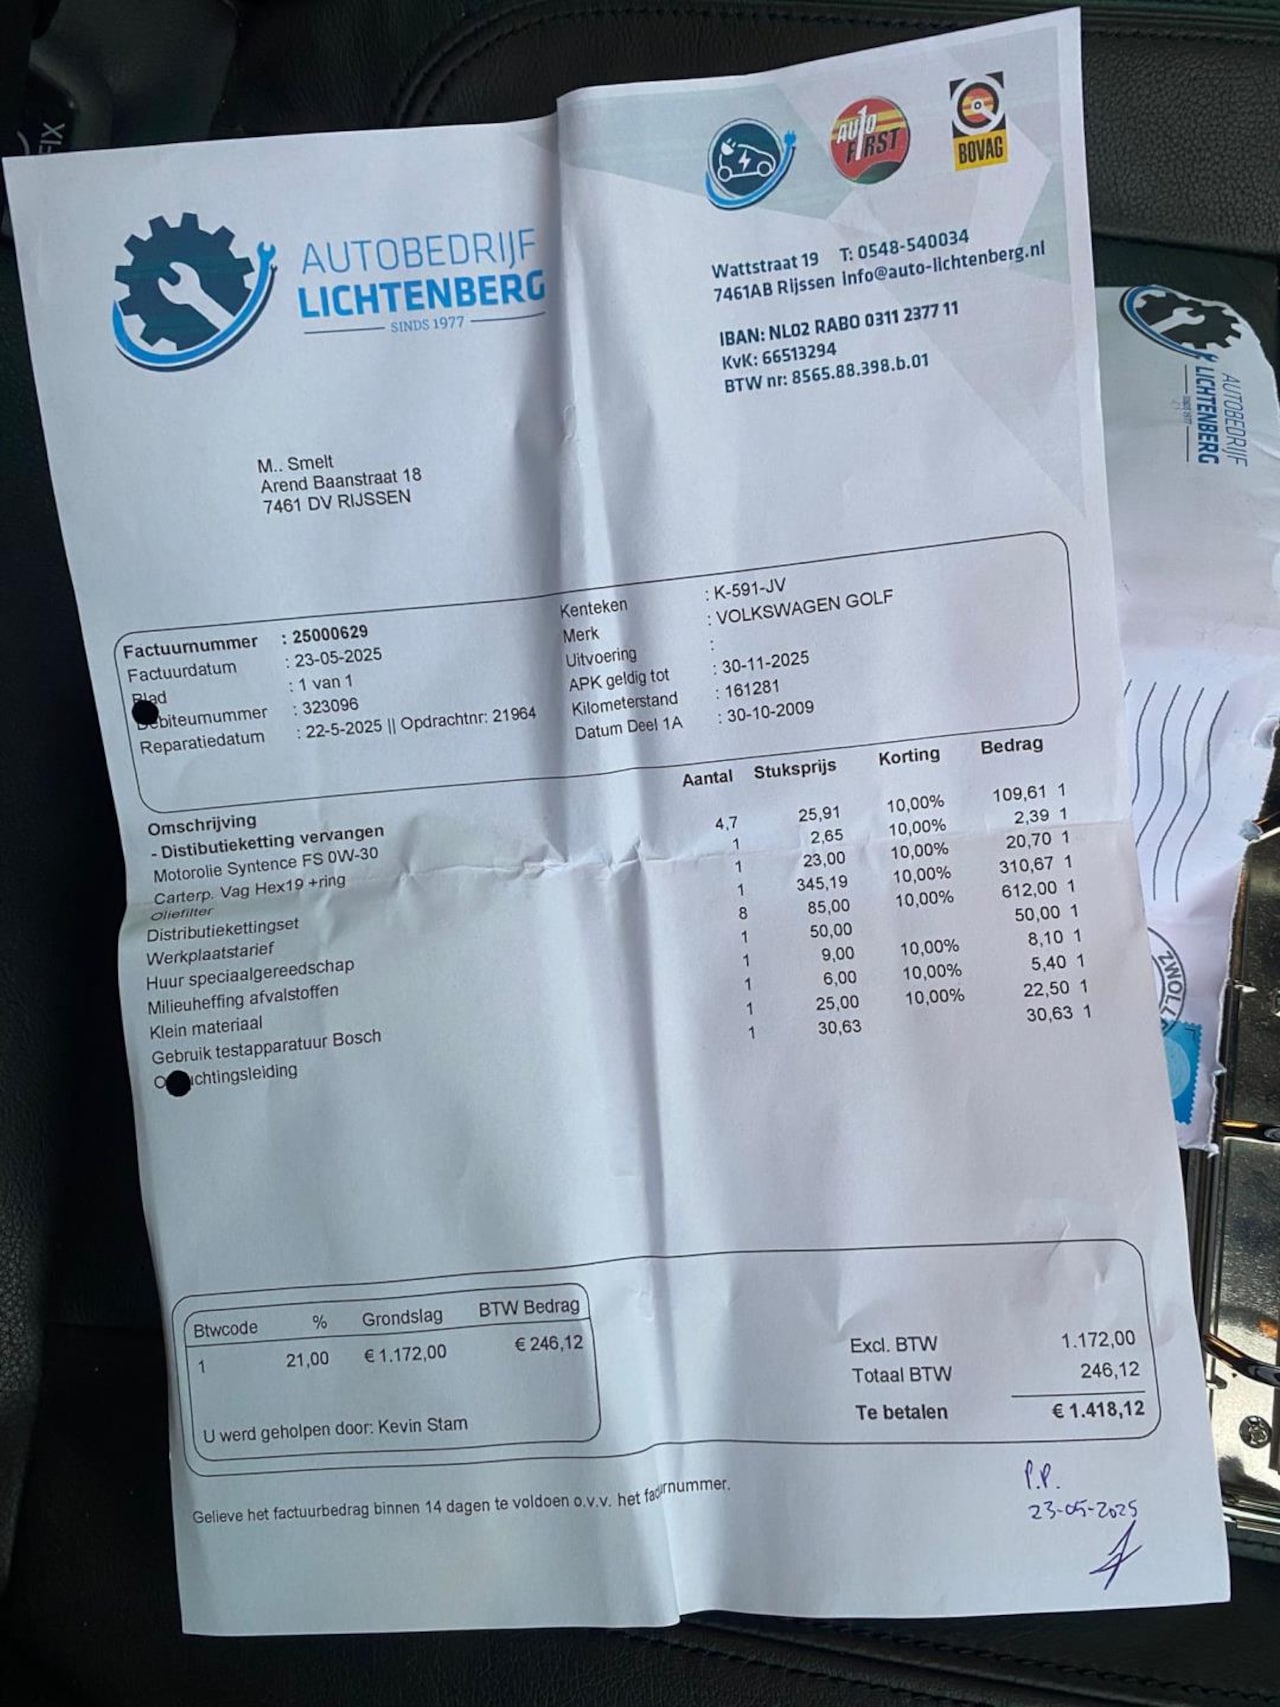 AUTOBEDRIJF
LICHTENBERG
SINDS 1977
AUTO 1 FIRST
BOVAG
Wattstraat 19 T: 0548-540034
7461AB Rijssen Info@auto-lichtenberg.nl
IBAN: NL02 RABO 0311 2377 11
KvK: 66513294
BTW nr: 8565.88.398.b.01
M.. Smelt
Arend Baanstraat 18
7461 DV RIJSSEN
Factuurnummer : 25000629
Factuurdatum : 23-05-2025
Blad : 1 van 1
Debiteurnummer : 323096
Reparatiedatum : 22-5-2025 || Opdrachtnr: 21964
Kenteken : K-591-JV
Merk : VOLKSWAGEN GOLF
Uitvoering :
APK geldig tot : 30-11-2025
Kilometerstand : 161281
Datum Deel 1A : 30-10-2009
Omschrijving Aantal Stuksprijs Korting Bedrag
- Distibutieketting vervangen
Motorolie Syntence FS 0W-30 4,7 25,91 10,00% 109,61 1
Carterp. Vag Hex19 +ring 1 2,65 10,00% 2,39 1
Oliefilter 1 23,00 10,00% 20,70 1
Distributiekettingset 1 345,19 10,00% 310,67 1
Werkplaatstarief 8 85,00 10,00% 612,00 1
Huur speciaalgereedschap 1 50,00 50,00 1
Milieuheffing afvalstoffen 1 9,00 10,00% 8,10 1
Klein materiaal 1 6,00 10,00% 5,40 1
Gebruik testapparatuur Bosch 1 25,00 10,00% 22,50 1
O uchtingsleiding 1 30,63 30,63 1
Btwcode % Grondslag BTW Bedrag
1 21,00 € 1.172,00 € 246,12
U werd geholpen door: Kevin Stam
Excl. BTW 1.172,00
Totaal BTW 246,12
Te betalen € 1.418,12
Gelieve het factuurbedrag binnen 14 dagen te voldoen o.v.v. het factuurnummer.
P.P.
23-05-2025
AUTOBEDRIJF
LICHTENBERG
SINDS 1977
ZWOLL
FIX